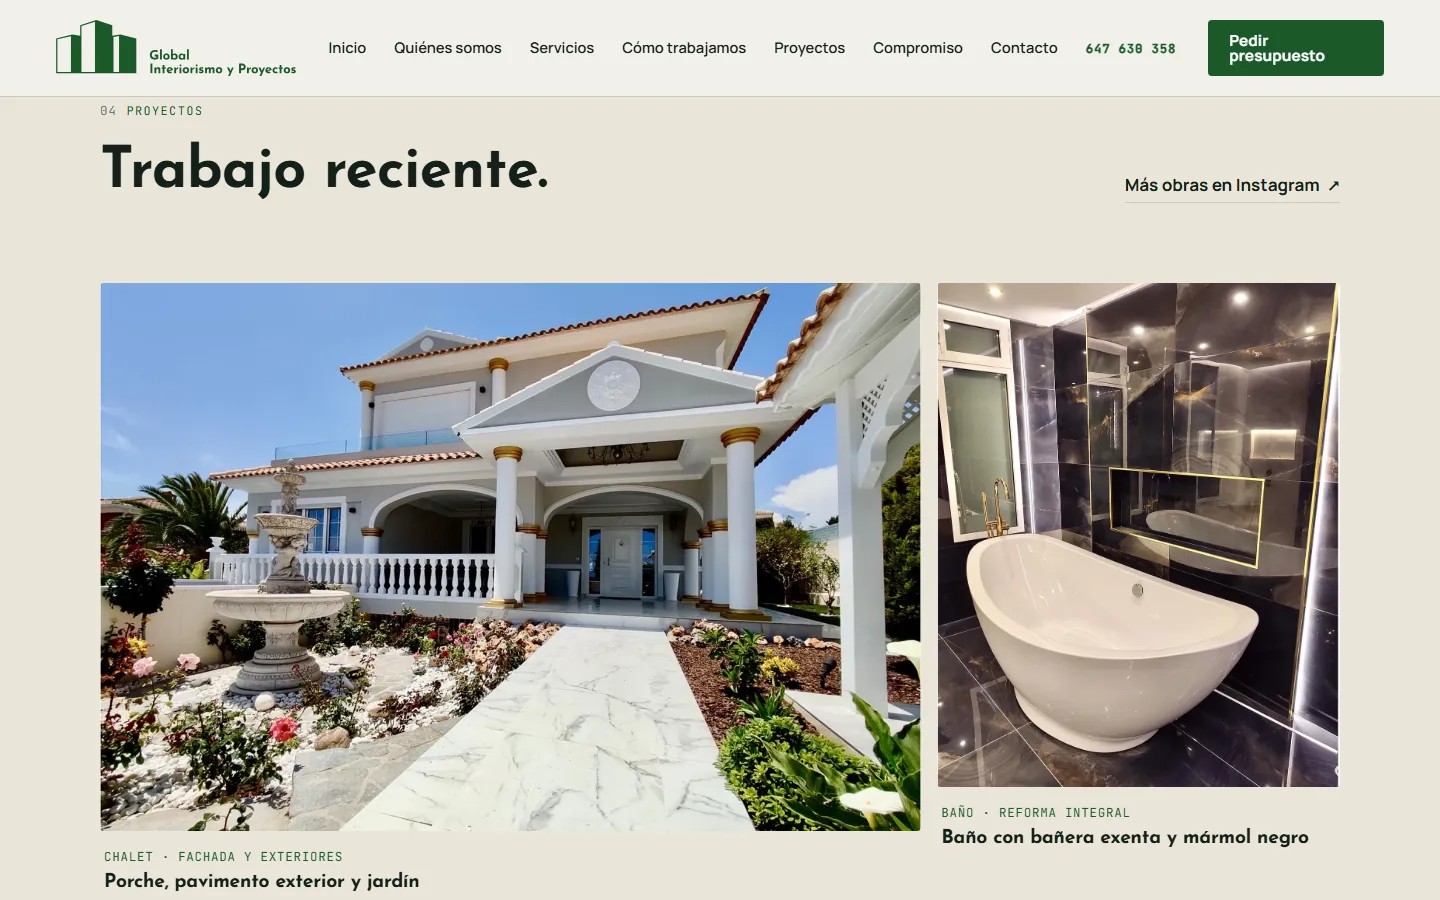 Global
Interiorismo y Proyectos
Inicio
Quiénes somos
Servicios
Cómo trabajamos
Proyectos
Compromiso
Contacto
647 630 358
Pedir
presupuesto
04 PROYECTOS
Trabajo reciente.
Más obras en Instagram ↗
CHALET · FACHADA Y EXTERIORES
Porche, pavimento exterior y jardín
BAÑO · REFORMA INTEGRAL
Baño con bañera exenta y mármol negro